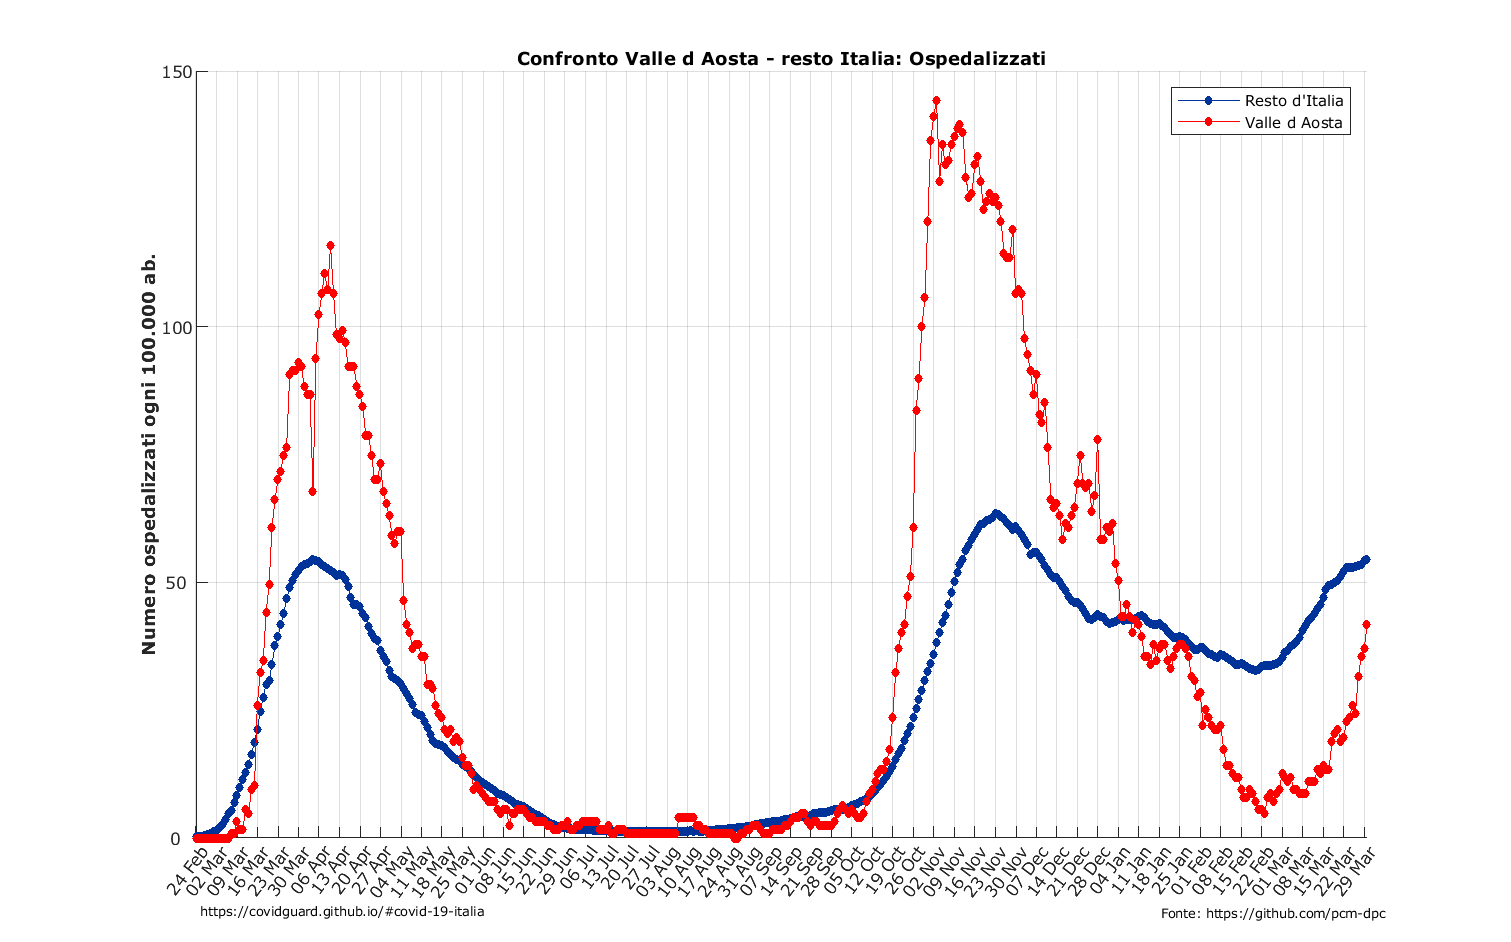 Confronto Valle d Aosta - resto Italia: Ospedalizzati
150
100
50
0
Numero ospedalizzati ogni 100.000 ab.
Resto d'Italia
Valle d Aosta
24 Feb
02 Mar
09 Mar
16 Mar
23 Mar
30 Mar
06 Apr
13 Apr
20 Apr
27 Apr
04 May
11 May
18 May
25 May
01 Jun
08 Jun
15 Jun
22 Jun
29 Jun
06 Jul
13 Jul
20 Jul
27 Jul
03 Aug
10 Aug
17 Aug
24 Aug
31 Aug
07 Sep
14 Sep
21 Sep
28 Sep
05 Oct
12 Oct
19 Oct
26 Oct
02 Nov
09 Nov
16 Nov
23 Nov
30 Nov
07 Dec
14 Dec
21 Dec
28 Dec
04 Jan
11 Jan
18 Jan
25 Jan
01 Feb
08 Feb
15 Feb
22 Feb
01 Mar
08 Mar
15 Mar
22 Mar
29 Mar
https://covidguard.github.io/#covid-19-italia
Fonte: https://github.com/pcm-dpc